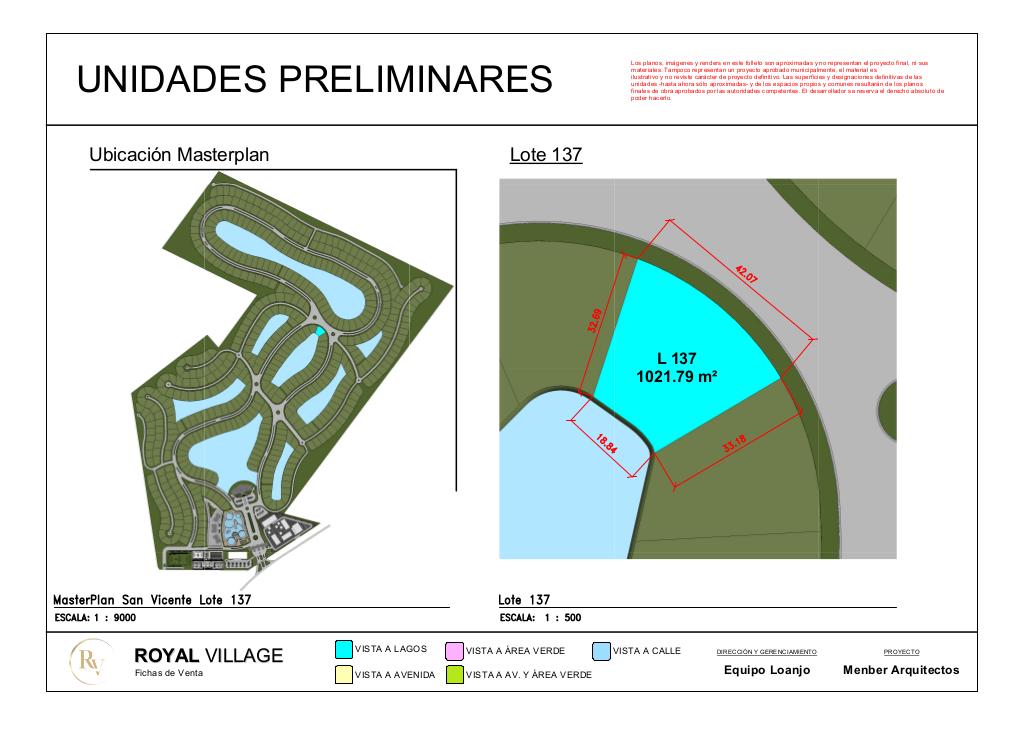 UNIDADES PRELIMINARES
Los planos, imágenes y renders en este folleto son aproximadas y no representan el proyecto final, ni sus
materiales. Tampoco representan un proyecto aprobado municipalmente, el material es
ilustrativo y no reviste carácter de proyecto definitivo. Las superficies y designaciones definitivas de las
unidades -hasta ahora sólo aproximadas- y de los espacios propios y comunes resultarán de los planos
finales de obra aprobados por las autoridades competentes. El desarrollador se reserva el derecho absoluto de
poder hacerlo.
Ubicación Masterplan
Lote 137
42.07
32.69
L 137
1021.79 m²
18.84
33.18
MasterPlan San Vicente Lote 137
ESCALA: 1 : 9000
Lote 137
ESCALA: 1 : 500
RV
ROYAL VILLAGE
Fichas de Venta
VISTA A LAGOS
VISTA A ÁREA VERDE
VISTA A CALLE
VISTA A AVENIDA
VISTA A AV. Y ÁREA VERDE
DIRECCIÓN Y GERENCIAMIENTO
Equipo Loanjo
PROYECTO
Menber Arquitectos